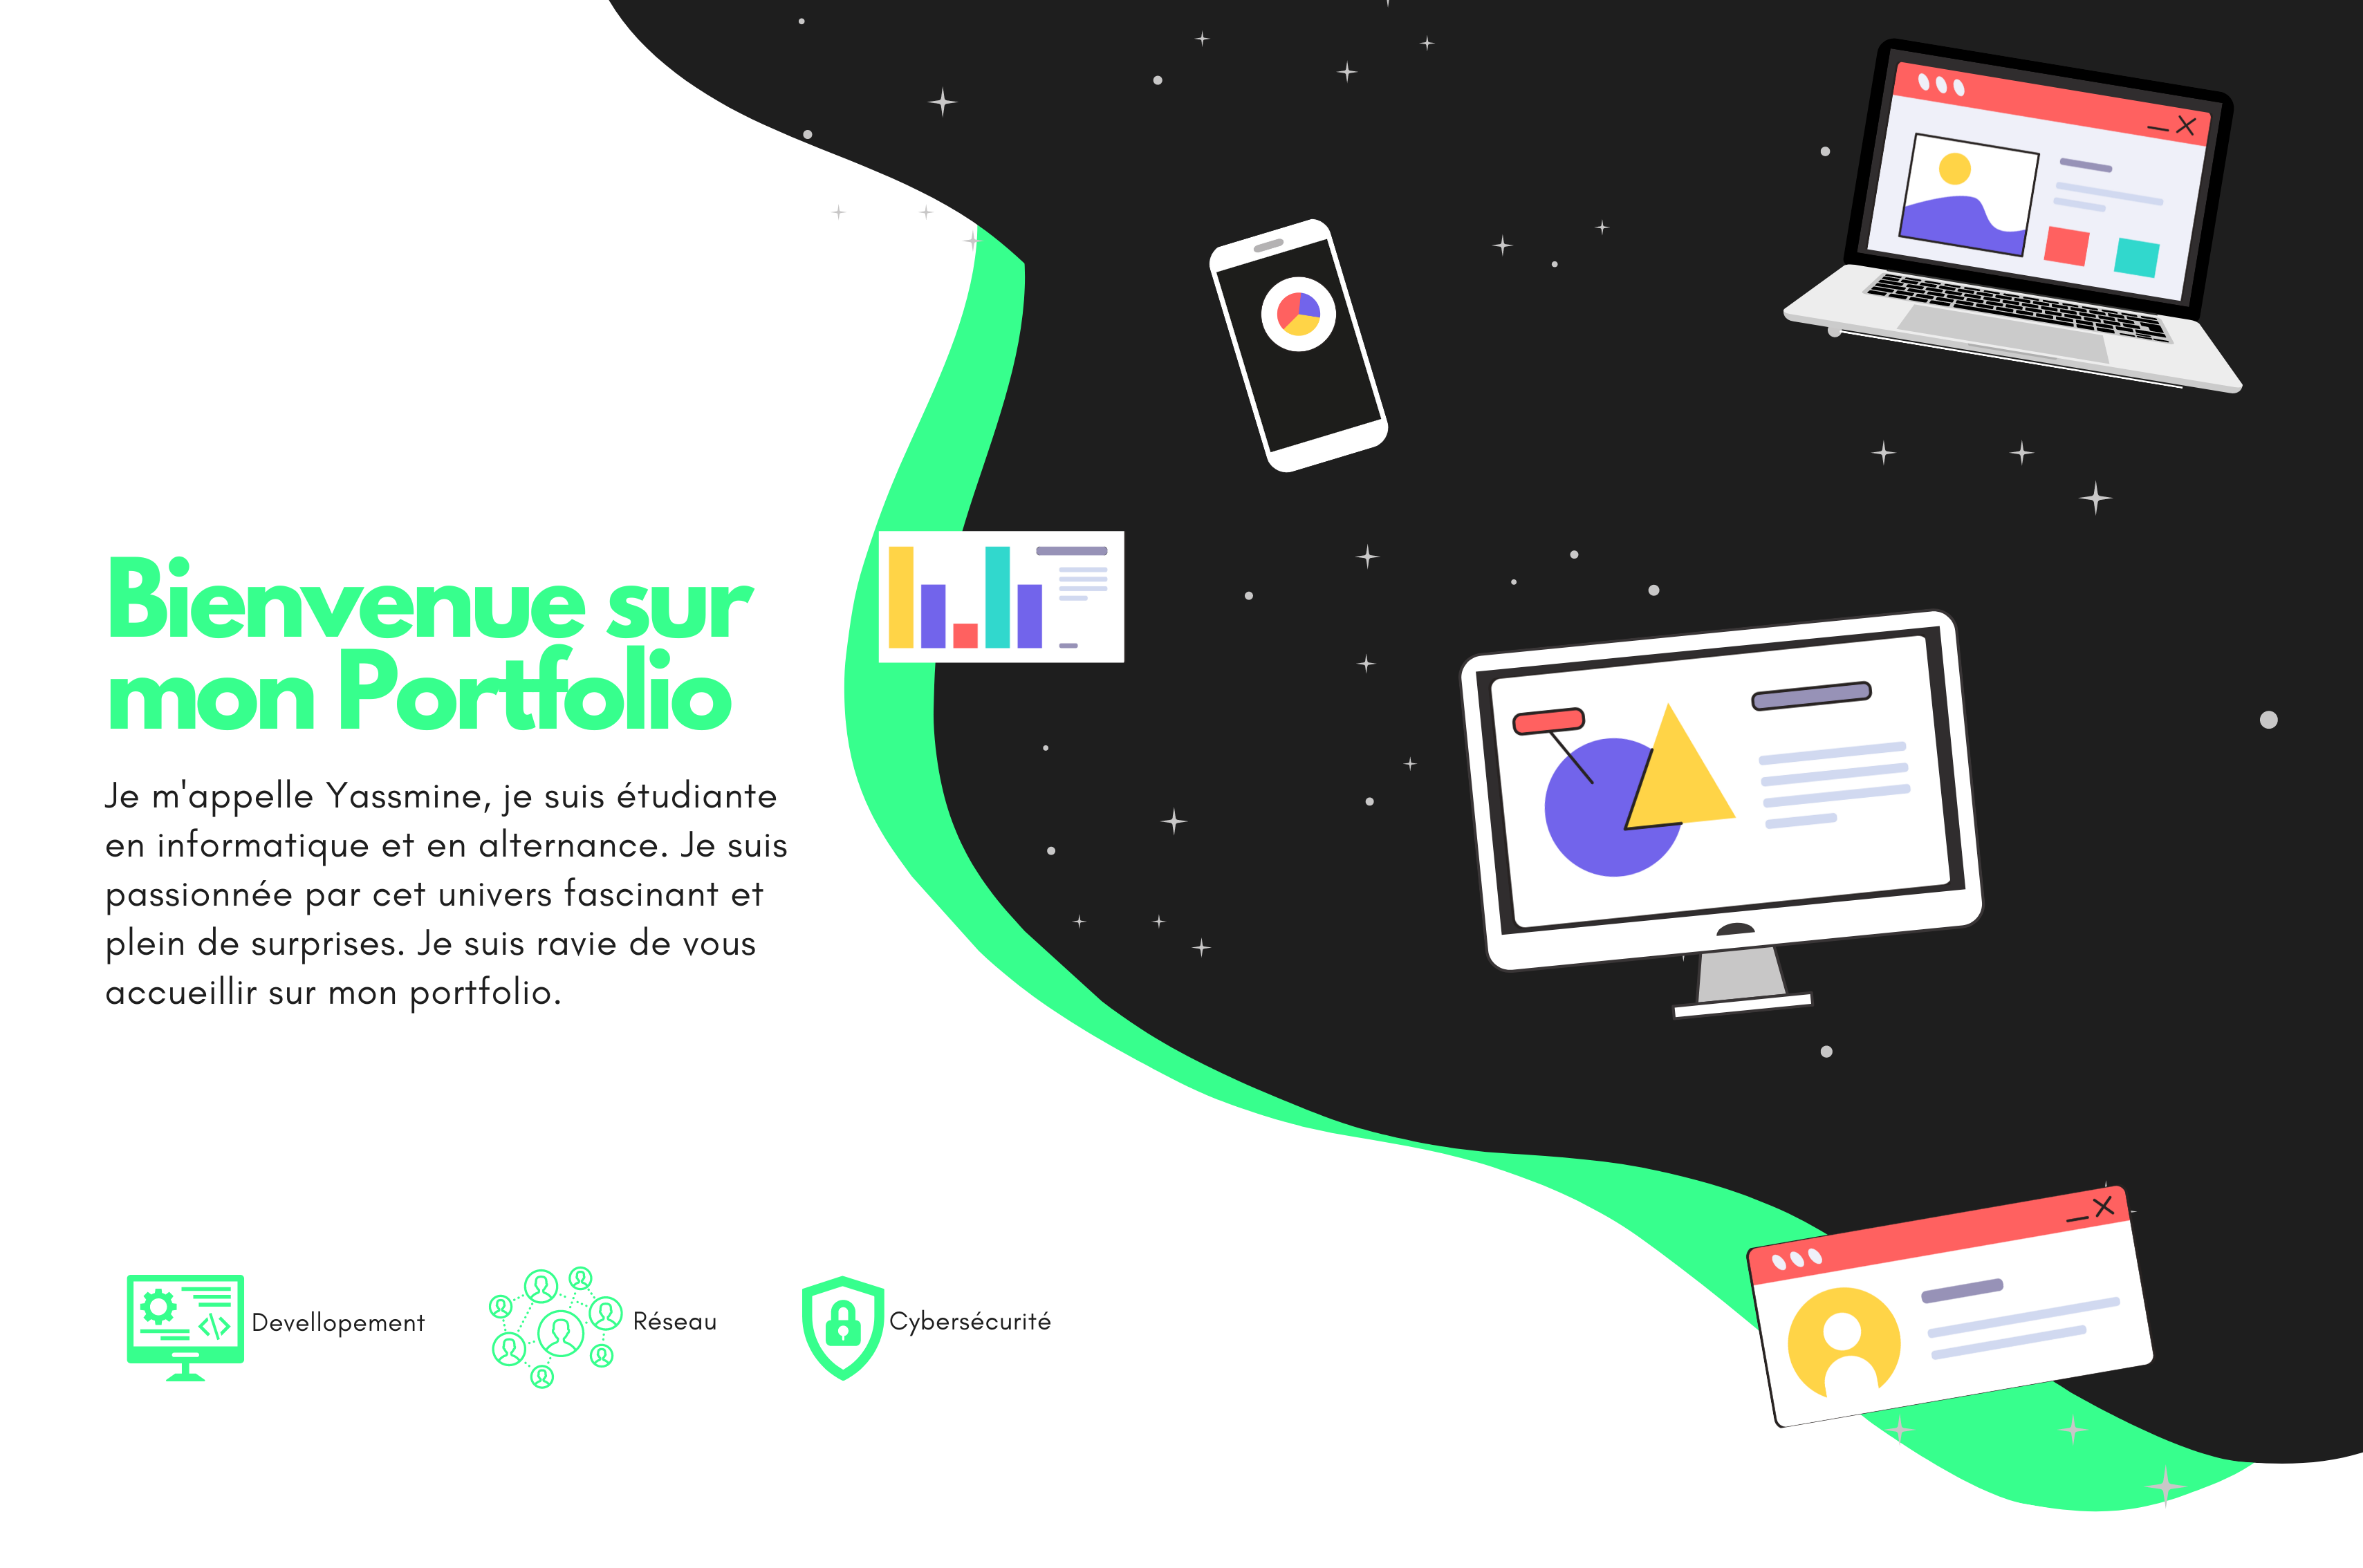 Bienvenue sur
mon Portfolio
Je m'appelle Yassmine, je suis étudiante
en informatique et en alternance. Je suis
passionnée par cet univers fascinant et
plein de surprises. Je suis ravie de vous
accueillir sur mon portfolio.
Devellopement
Réseau
Cybersécurité